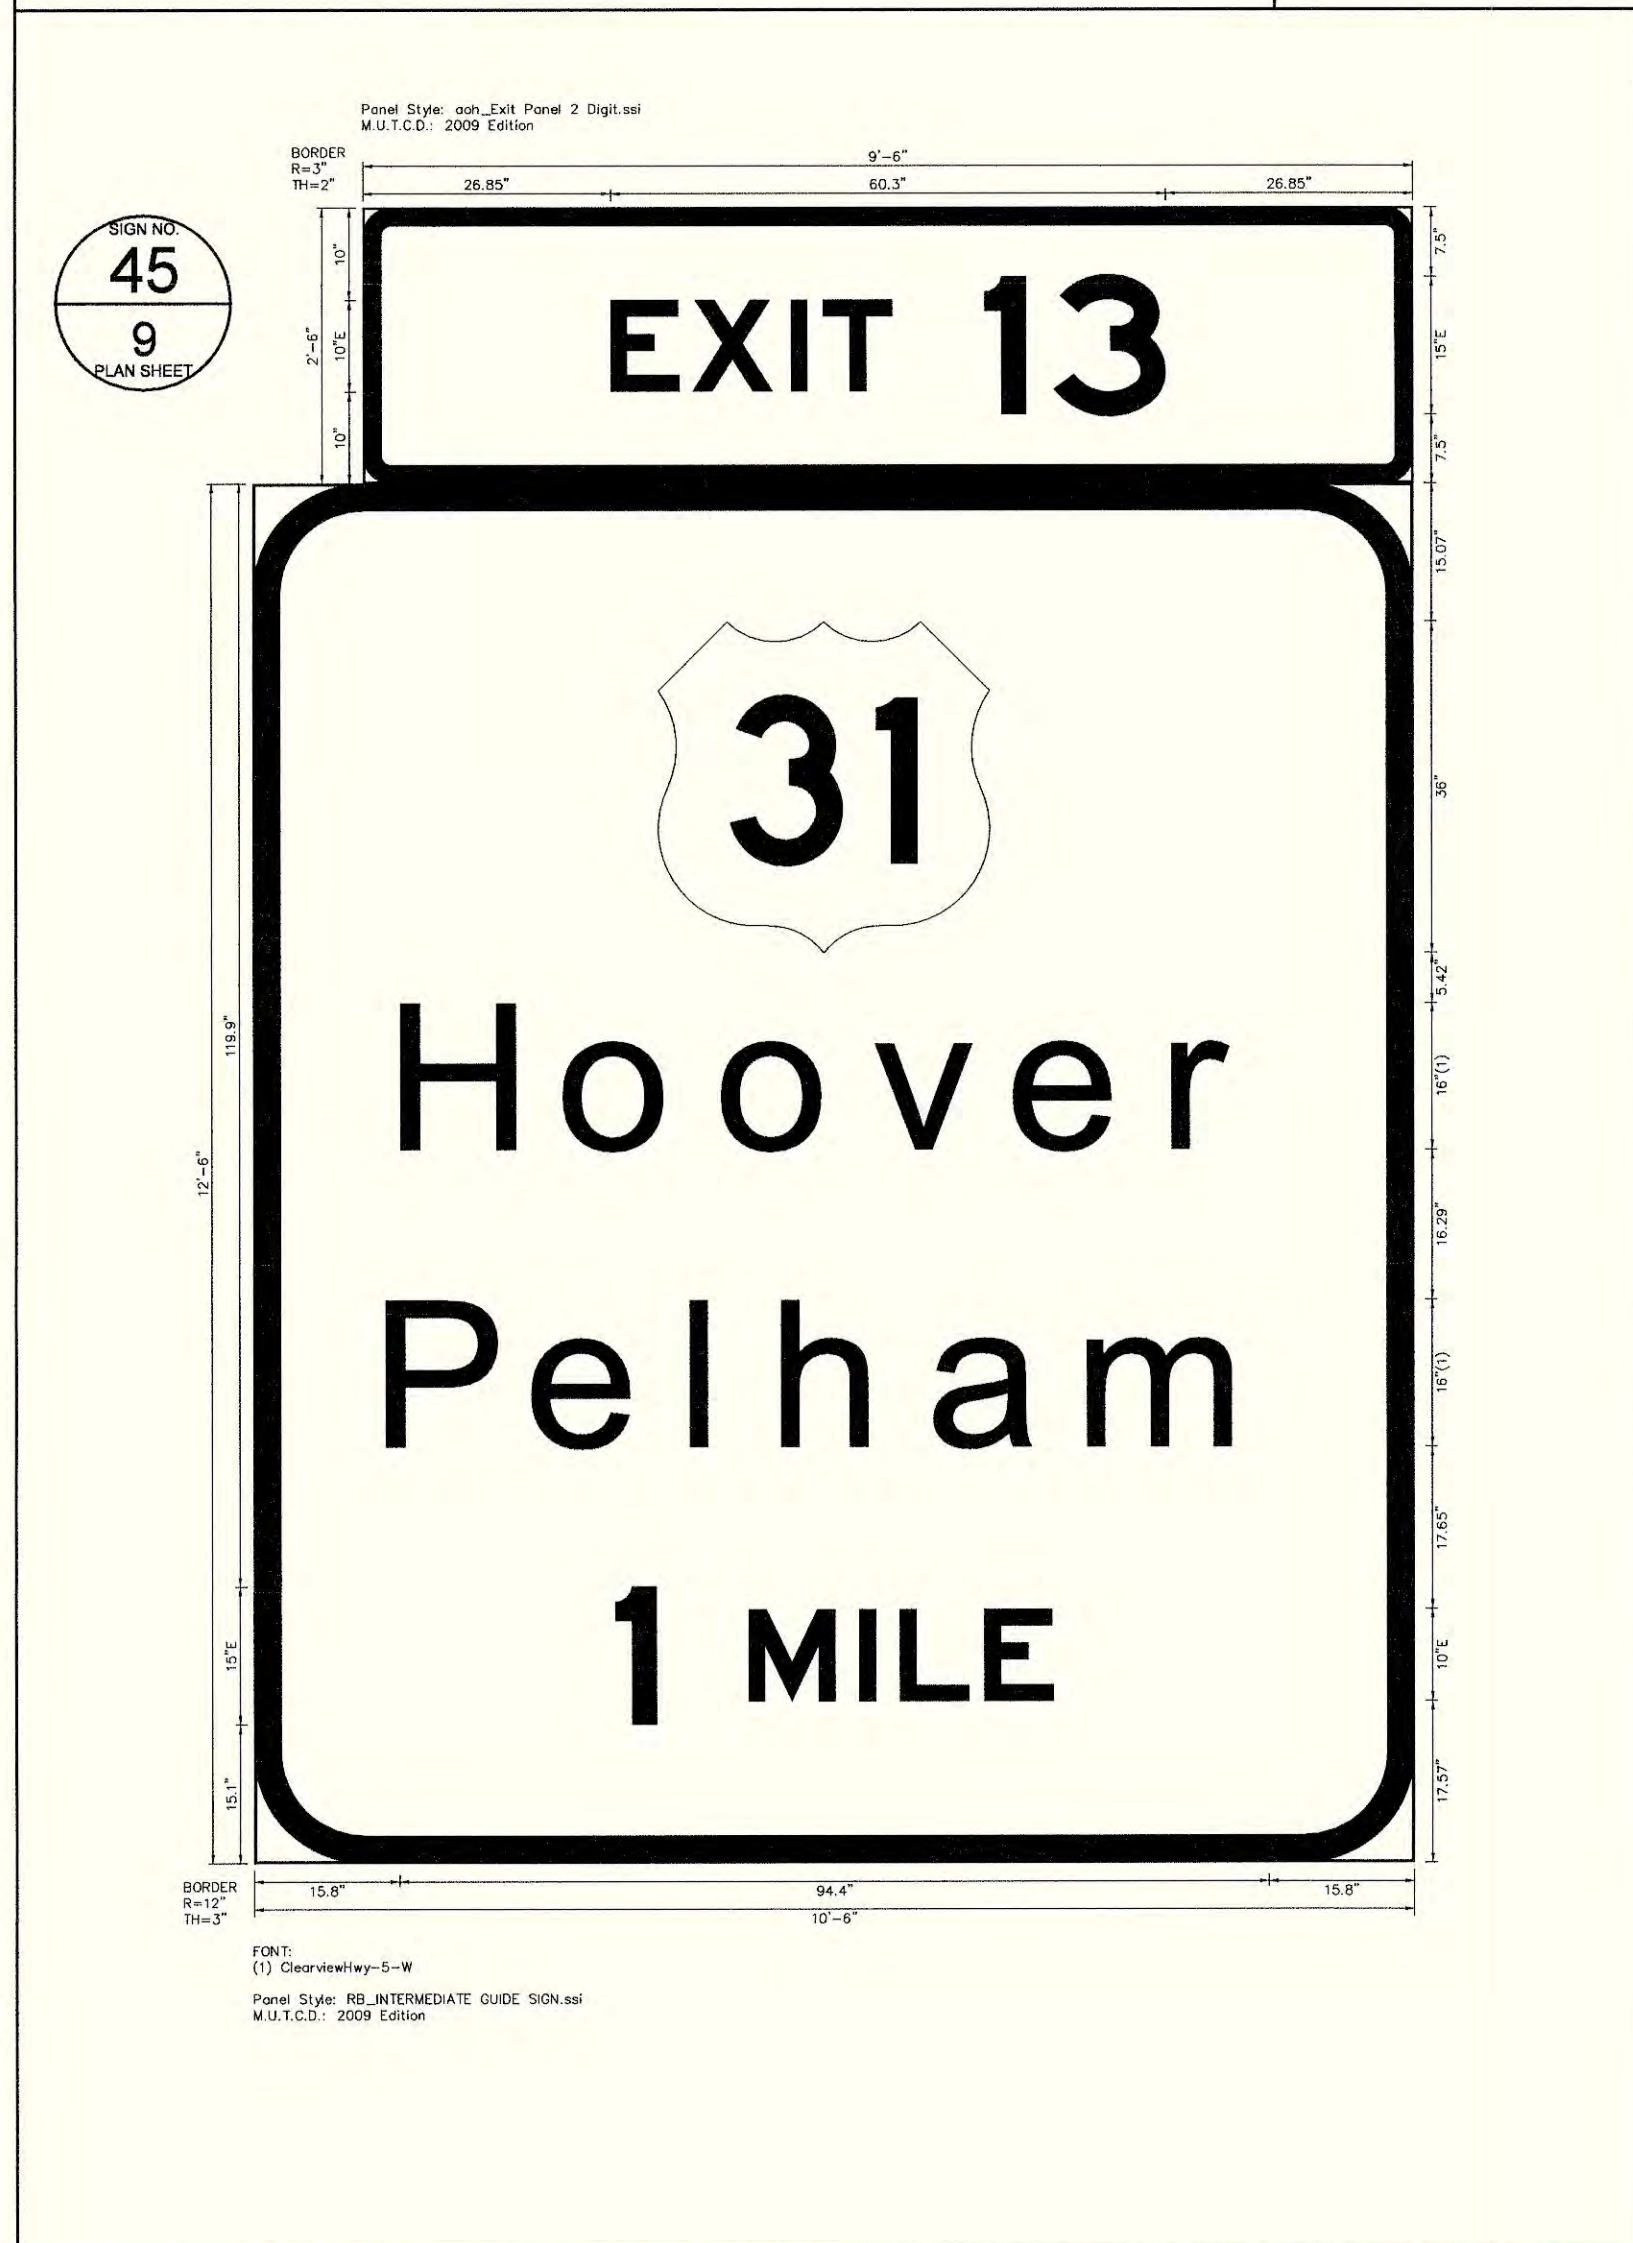 Panel Style: aoh_Exit Panel 2 Digit.ssi
M.U.T.C.D.: 2009 Edition
BORDER
R=3"
TH=2"
9'-6"
26.85" 60.3" 26.85"
SIGN NO.
45
9
PLAN SHEET
2'-6"
10"
10"E
10"
EXIT 13
7.5"
15"E
7.5"
31
Hoover
Pelham
1 MILE
12'-6"
119.9"
15"E
15.1"
15.07"
36"
5.42"
16"(1)
16.29"
16"(1)
17.65"
10"E
17.57"
BORDER
R=12"
TH=3"
15.8" 94.4" 15.8"
10'-6"
FONT:
(1) ClearviewHwy-5-W
Panel Style: RB_INTERMEDIATE GUIDE SIGN.ssi
M.U.T.C.D.: 2009 Edition